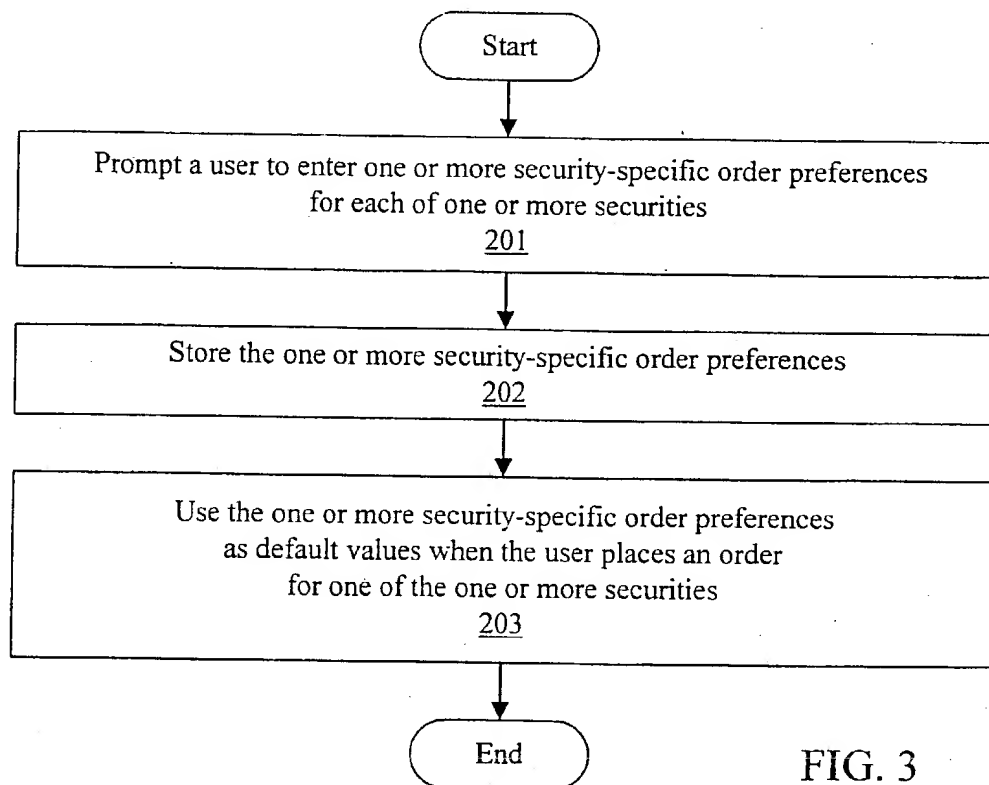 Start
Prompt a user to enter one or more security-specific order preferences
for each of one or more securities
201
Store the one or more security-specific order preferences
202
Use the one or more security-specific order preferences
as default values when the user places an order
for one of the one or more securities
203
End
FIG. 3